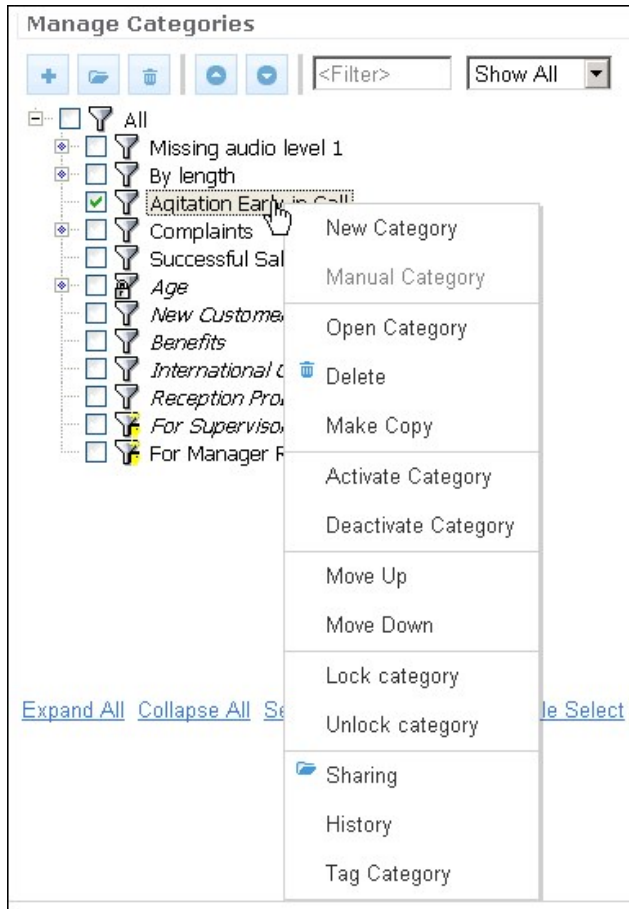 Manage Categories
<Filter> Show All
All
Missing audio level 1
By length
Agitation Early in Call
Complaints
Successful Sal
Age
New Custome
Benefits
International
Reception Pro
For Superviso
For Manager R
New Category
Manual Category
Open Category
Delete
Make Copy
Activate Category
Deactivate Category
Move Up
Move Down
Lock category
Unlock category
Sharing
History
Tag Category
Expand All Collapse All Se le Select